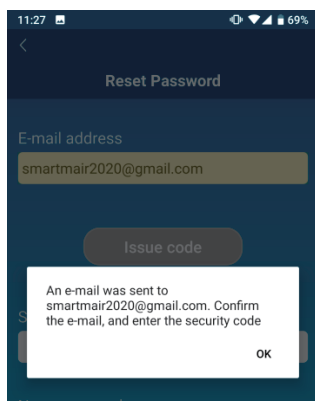 11:27 69%
Reset Password
E-mail address
smartmair2020@gmail.com
Issue code
An e-mail was sent to
smartmair2020@gmail.com. Confirm
the e-mail, and enter the security code
S
OK